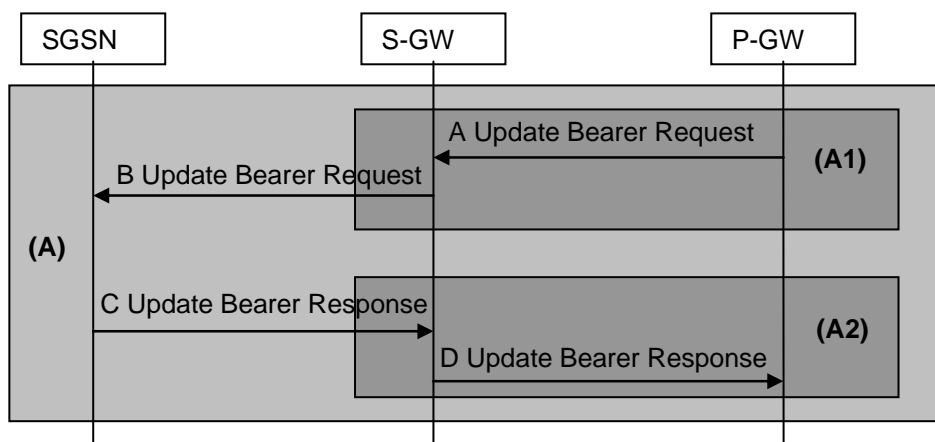 SGSN
S-GW
P-GW
A Update Bearer Request
(A1)
B Update Bearer Request
(A)
C Update Bearer Response
(A2)
D Update Bearer Response